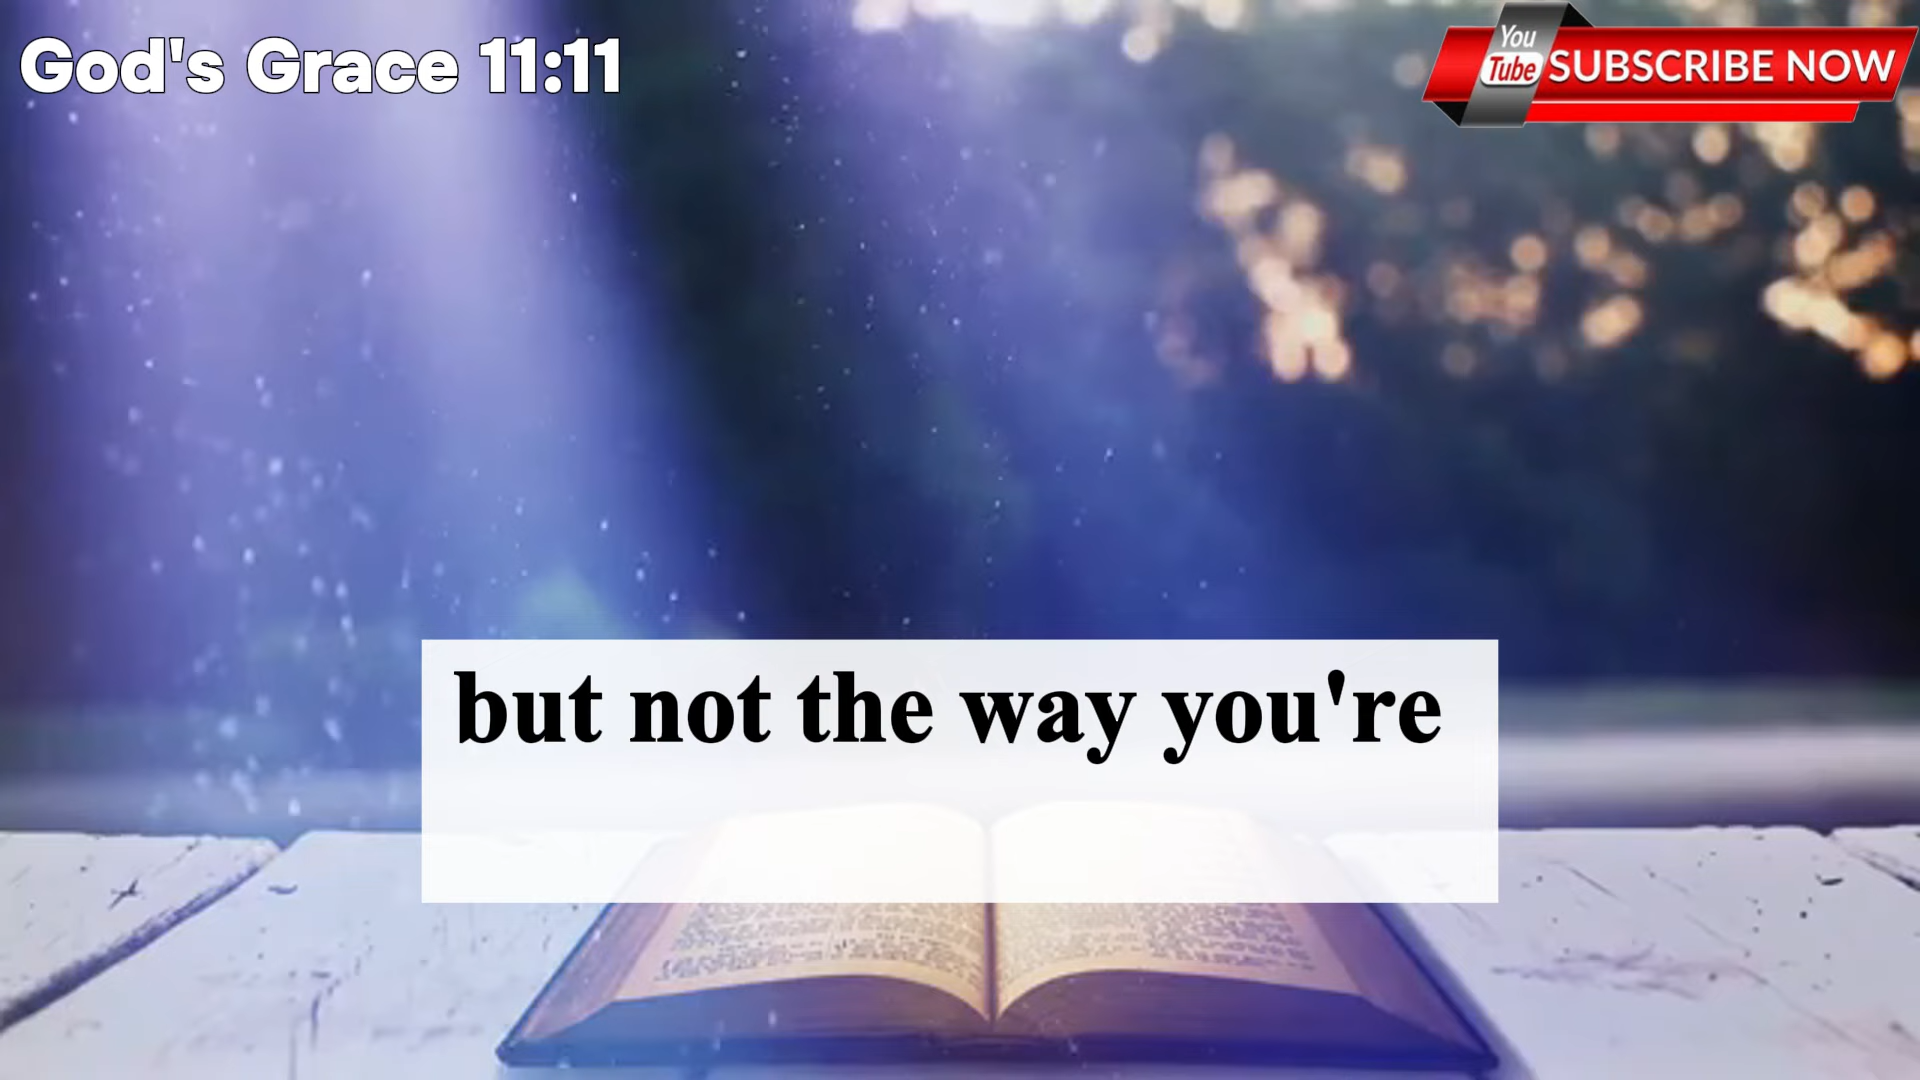 God's Grace 11:11
You
Tube
SUBSCRIBE NOW
but not the way you're